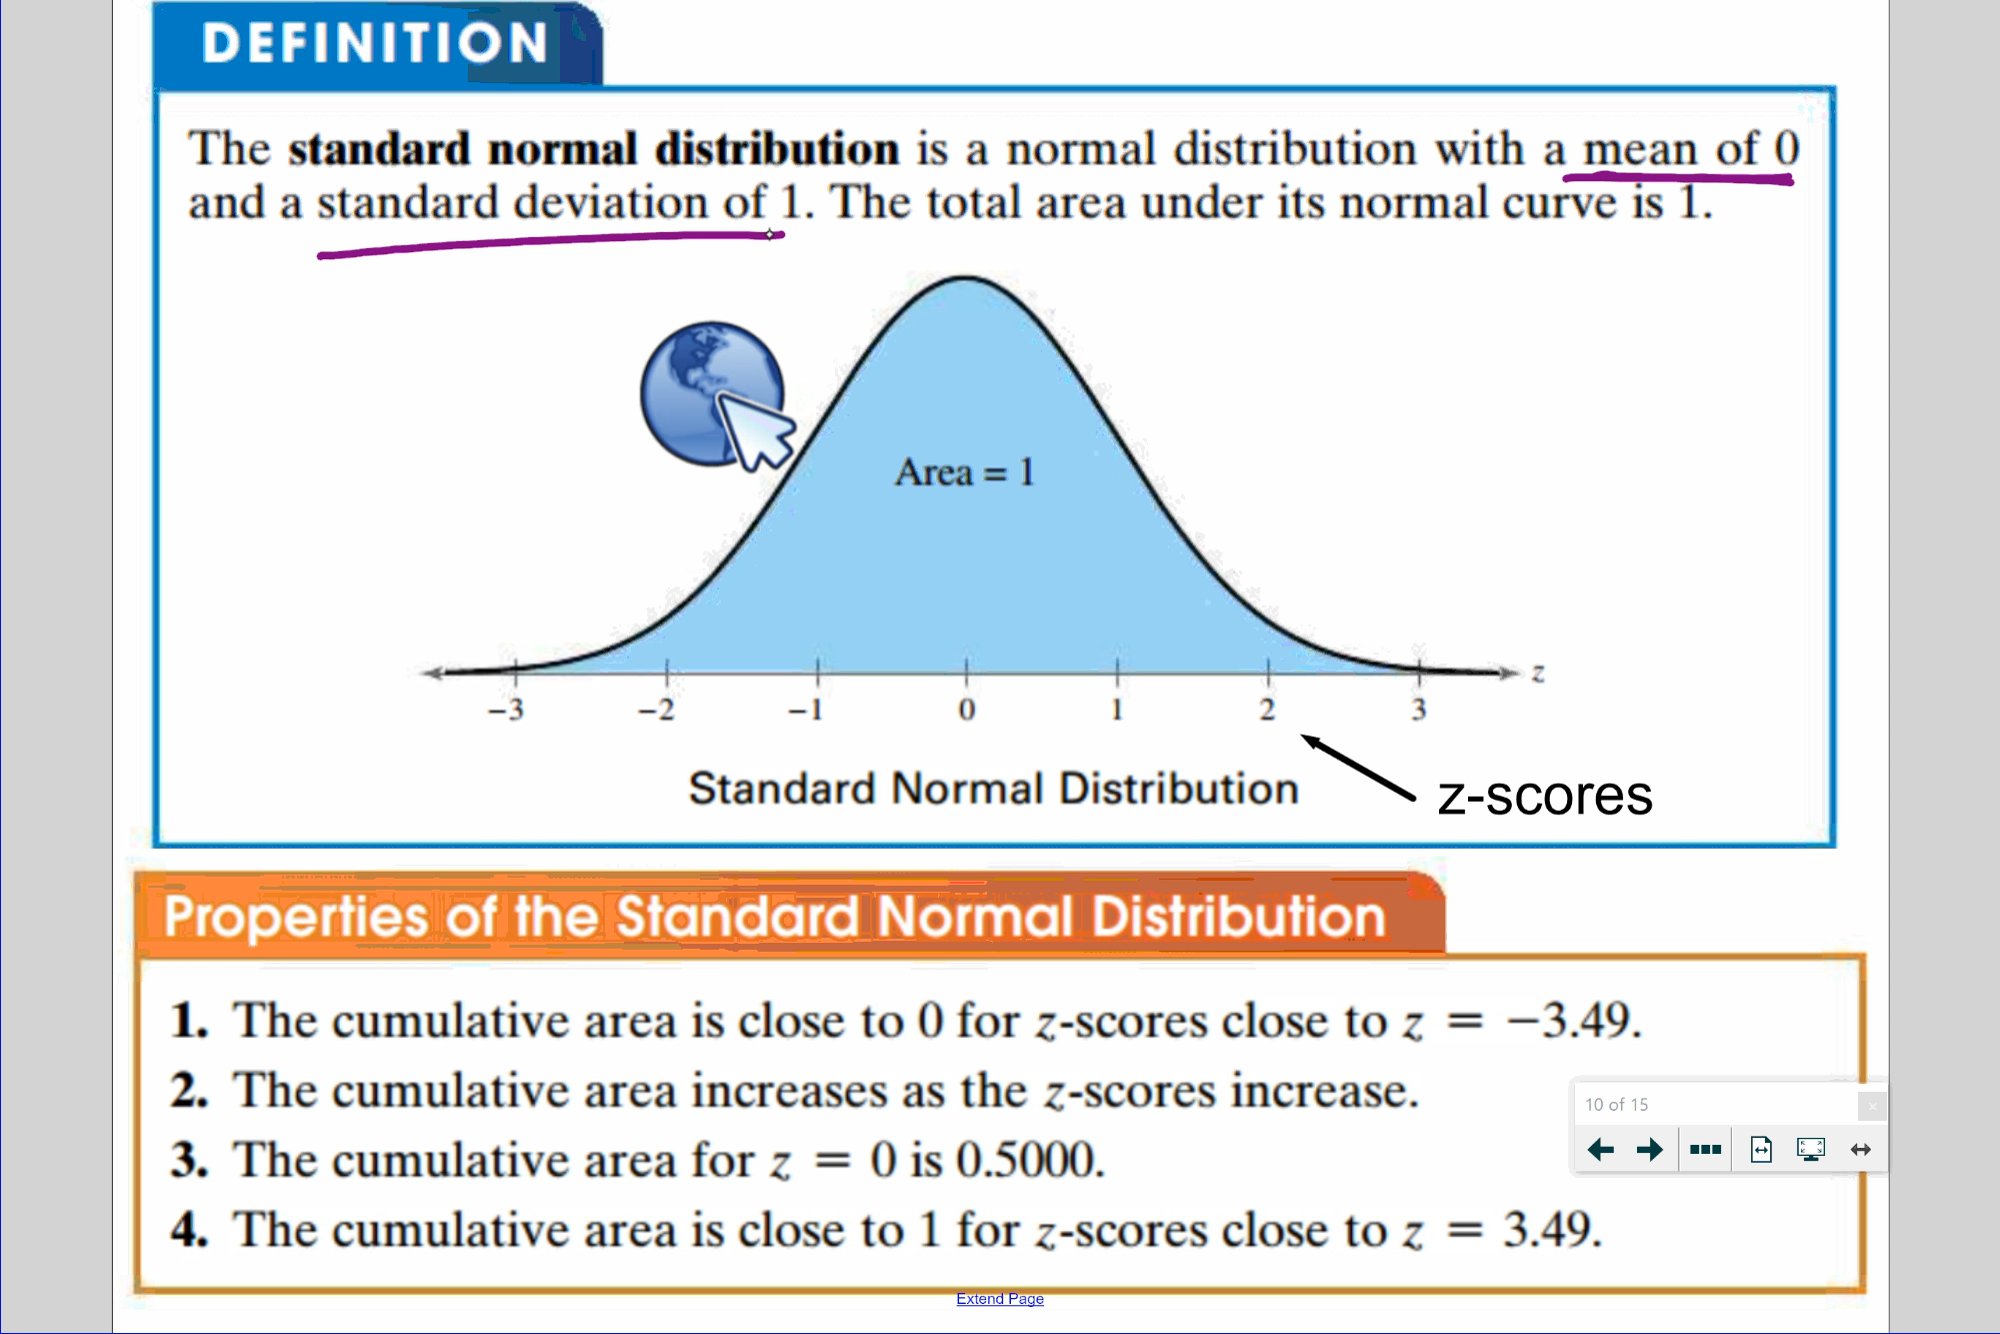 DEFINITION
The standard normal distribution is a normal distribution with a mean of 0
and a standard deviation of 1. The total area under its normal curve is 1.
Area = 1
z
−3 −2 −1 0 1 2 3
Standard Normal Distribution
z-scores
Properties of the Standard Normal Distribution
1. The cumulative area is close to 0 for z-scores close to z = −3.49.
2. The cumulative area increases as the z-scores increase.
3. The cumulative area for z = 0 is 0.5000.
4. The cumulative area is close to 1 for z-scores close to z = 3.49.
10 of 15
Extend Page